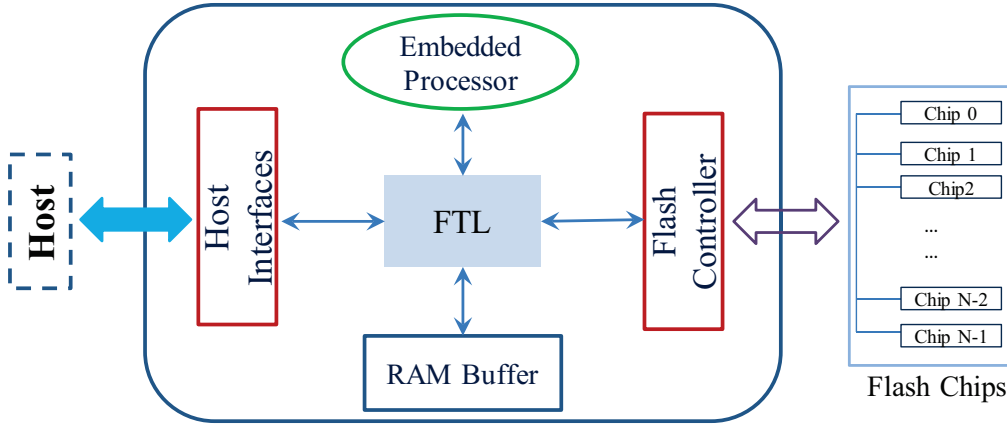 Embedded
Processor
Host
Host
Interfaces
FTL
Flash
Controller
RAM Buffer
Chip 0
Chip 1
Chip2
...
...
Chip N-2
Chip N-1
Flash Chips